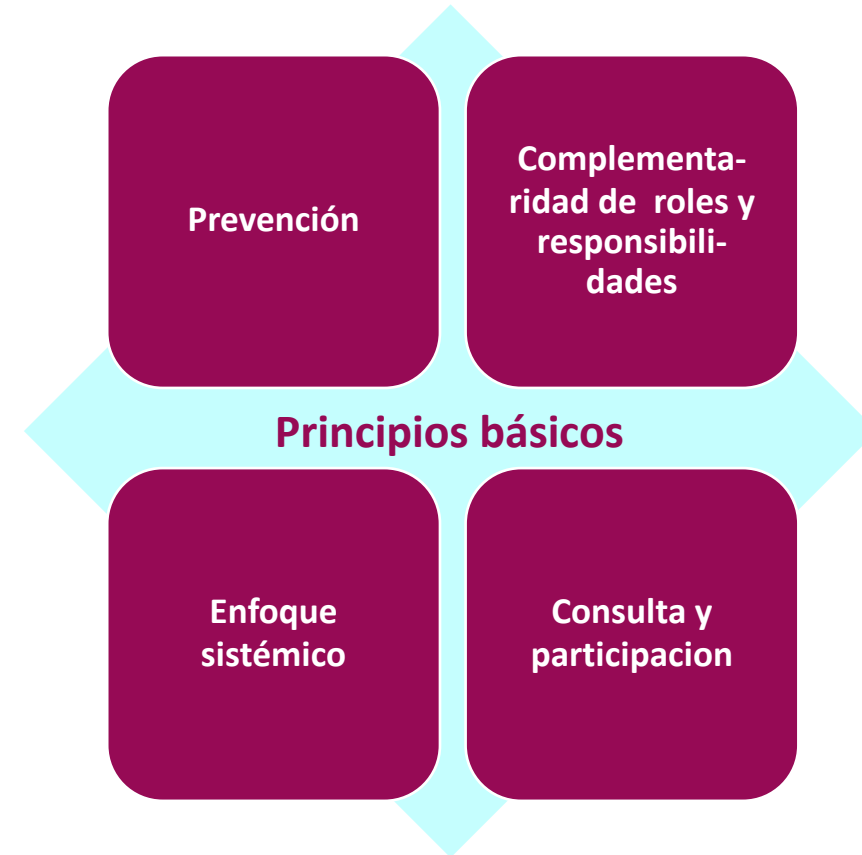 Prevención
Complementa-
ridad de roles y
responsibili-
dades
Principios básicos
Enfoque
sistémico
Consulta y
participacion